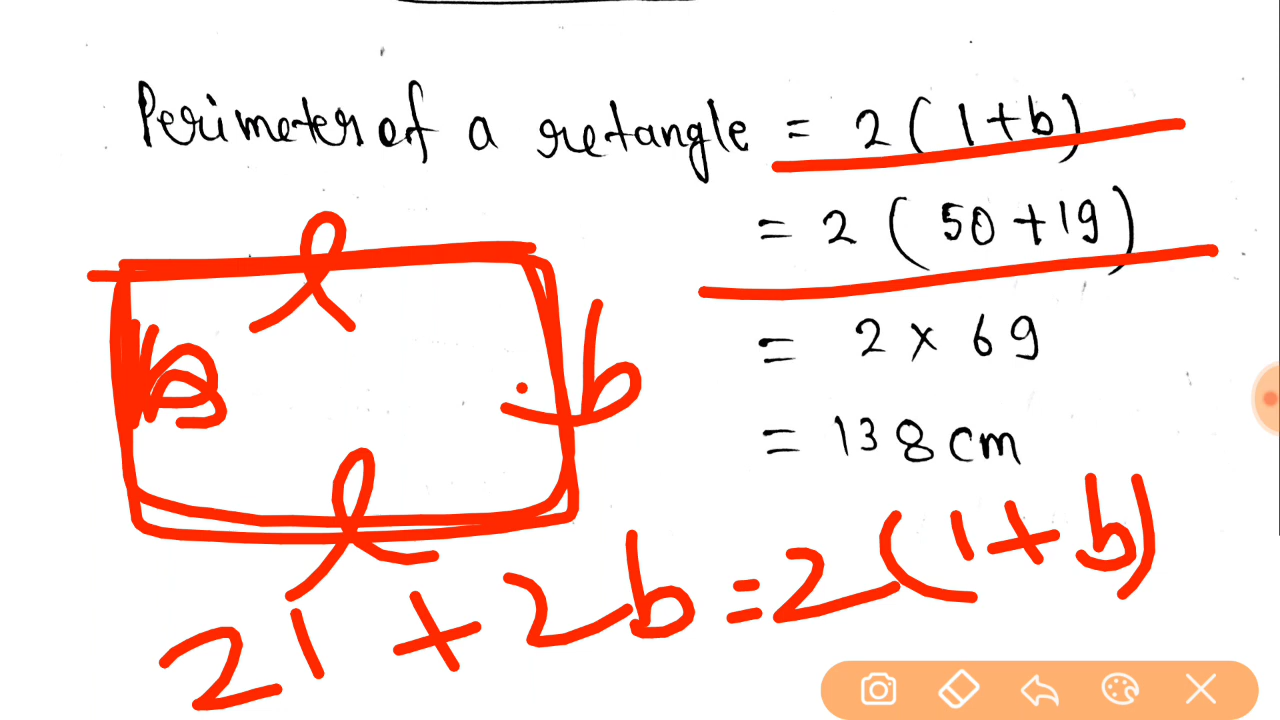 Perimeter of a retangle = 2(l+b)
= 2 (50+19)
= 2 x 69
= 138 cm
l
b
b
l
2l + 2b = 2(l+b)